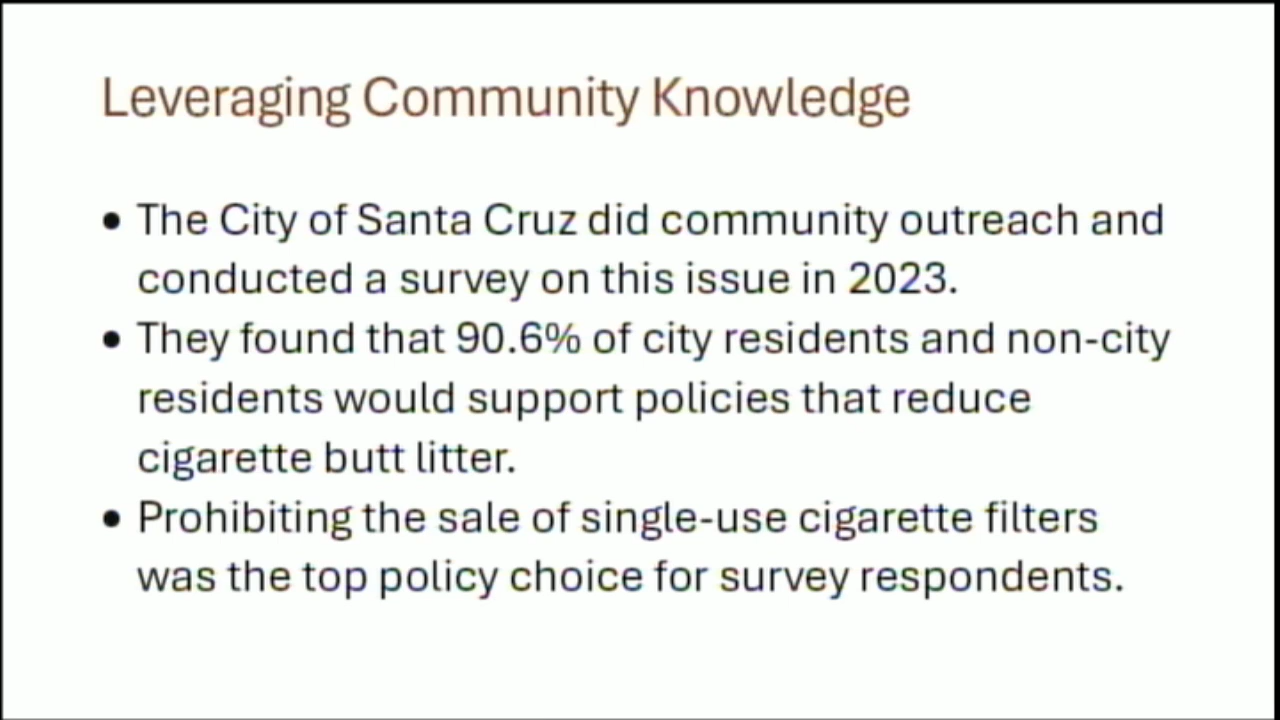 Leveraging Community Knowledge
• The City of Santa Cruz did community outreach and
conducted a survey on this issue in 2023.
• They found that 90.6% of city residents and non-city
residents would support policies that reduce
cigarette butt litter.
• Prohibiting the sale of single-use cigarette filters
was the top policy choice for survey respondents.